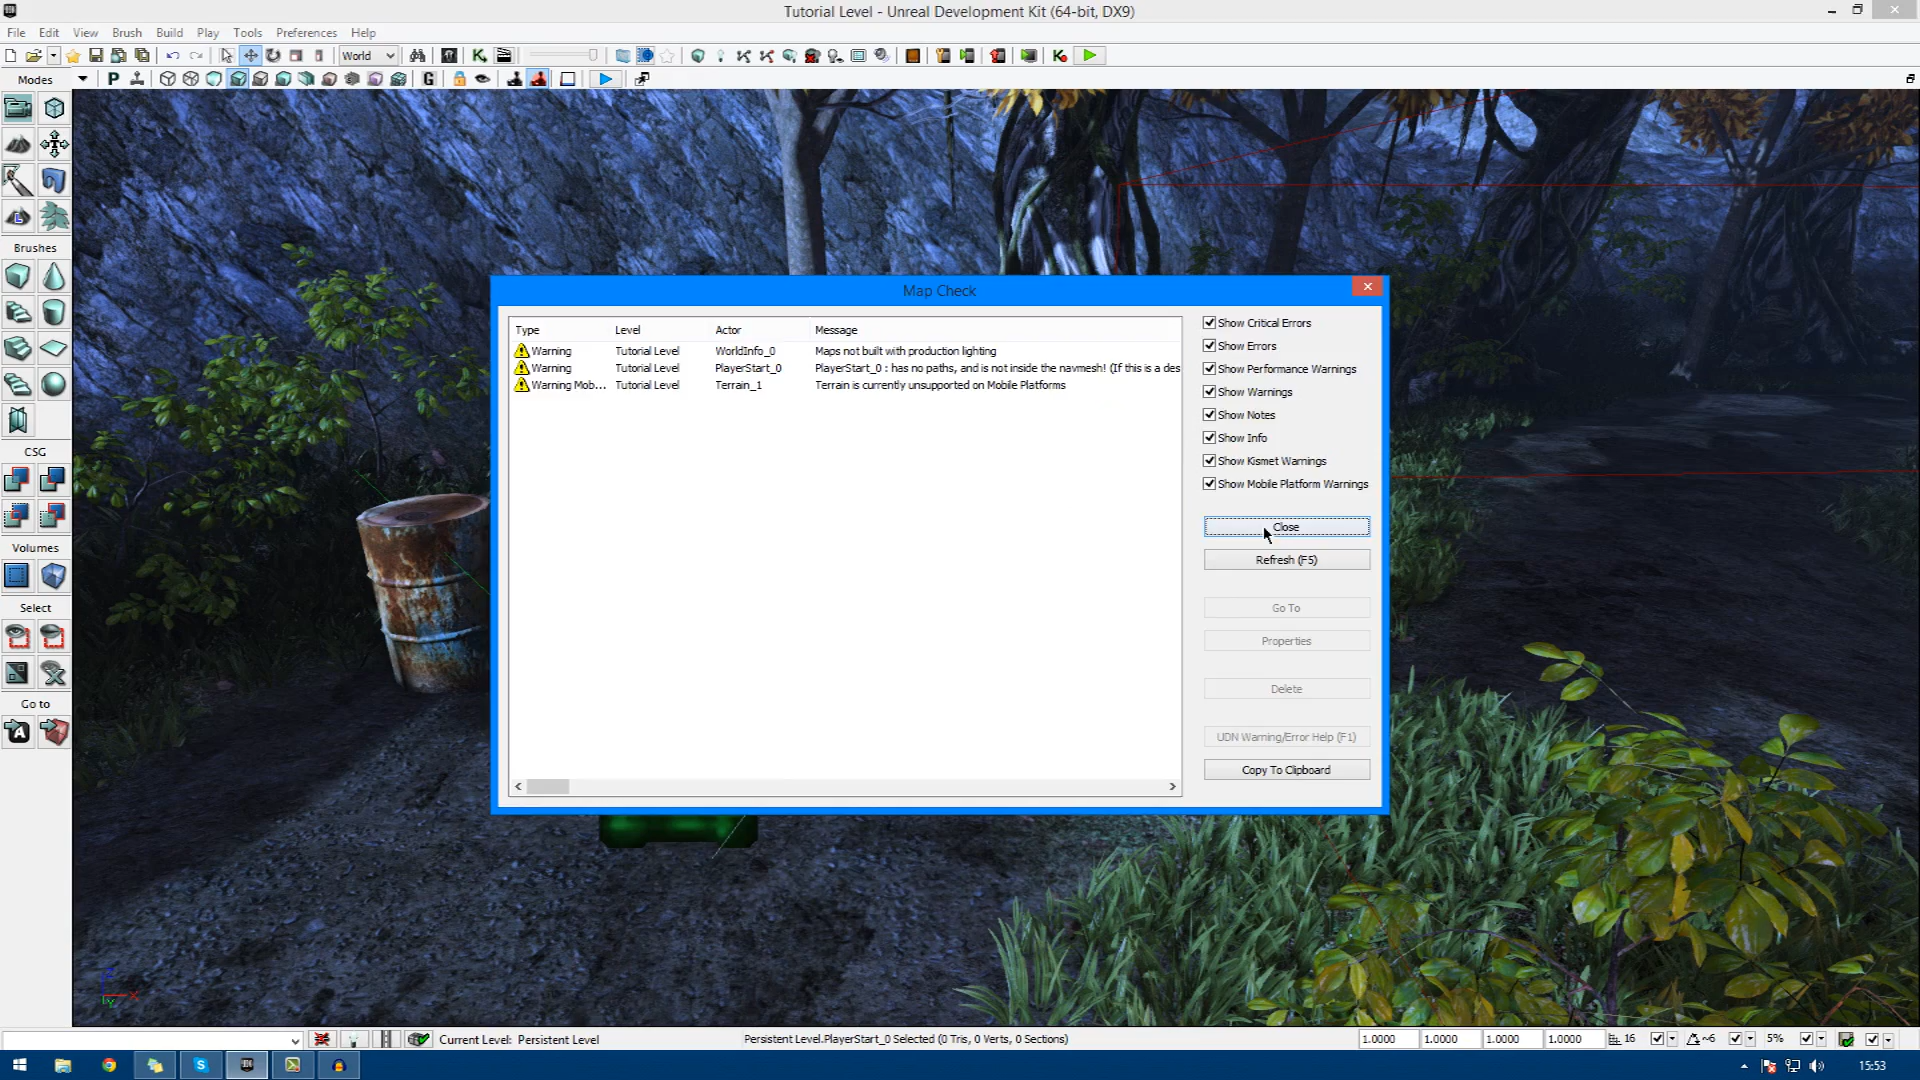 Tutorial Level - Unreal Development Kit (64-bit, DX9)
File Edit View Brush Build Play Tools Preferences Help
World
Modes
P
G
Brushes
CSG
Volumes
Select
Go to
Map Check
Type Level Actor Message
Warning Tutorial Level WorldInfo_0 Maps not built with production lighting
Warning Tutorial Level PlayerStart_0 PlayerStart_0 : has no paths, and is not inside the navmesh! (If this is a des
Warning Mob... Tutorial Level Terrain_1 Terrain is currently unsupported on Mobile Platforms
Show Critical Errors
Show Errors
Show Performance Warnings
Show Warnings
Show Notes
Show Info
Show Kismet Warnings
Show Mobile Platform Warnings
Close
Refresh (F5)
Go To
Properties
Delete
UDN Warning/Error Help (F1)
Copy To Clipboard
Current Level: Persistent Level
Persistent Level.PlayerStart_0 Selected (0 Tris, 0 Verts, 0 Sections)
1.0000 1.0000 1.0000 1.0000 16 ~6 5%
15:53